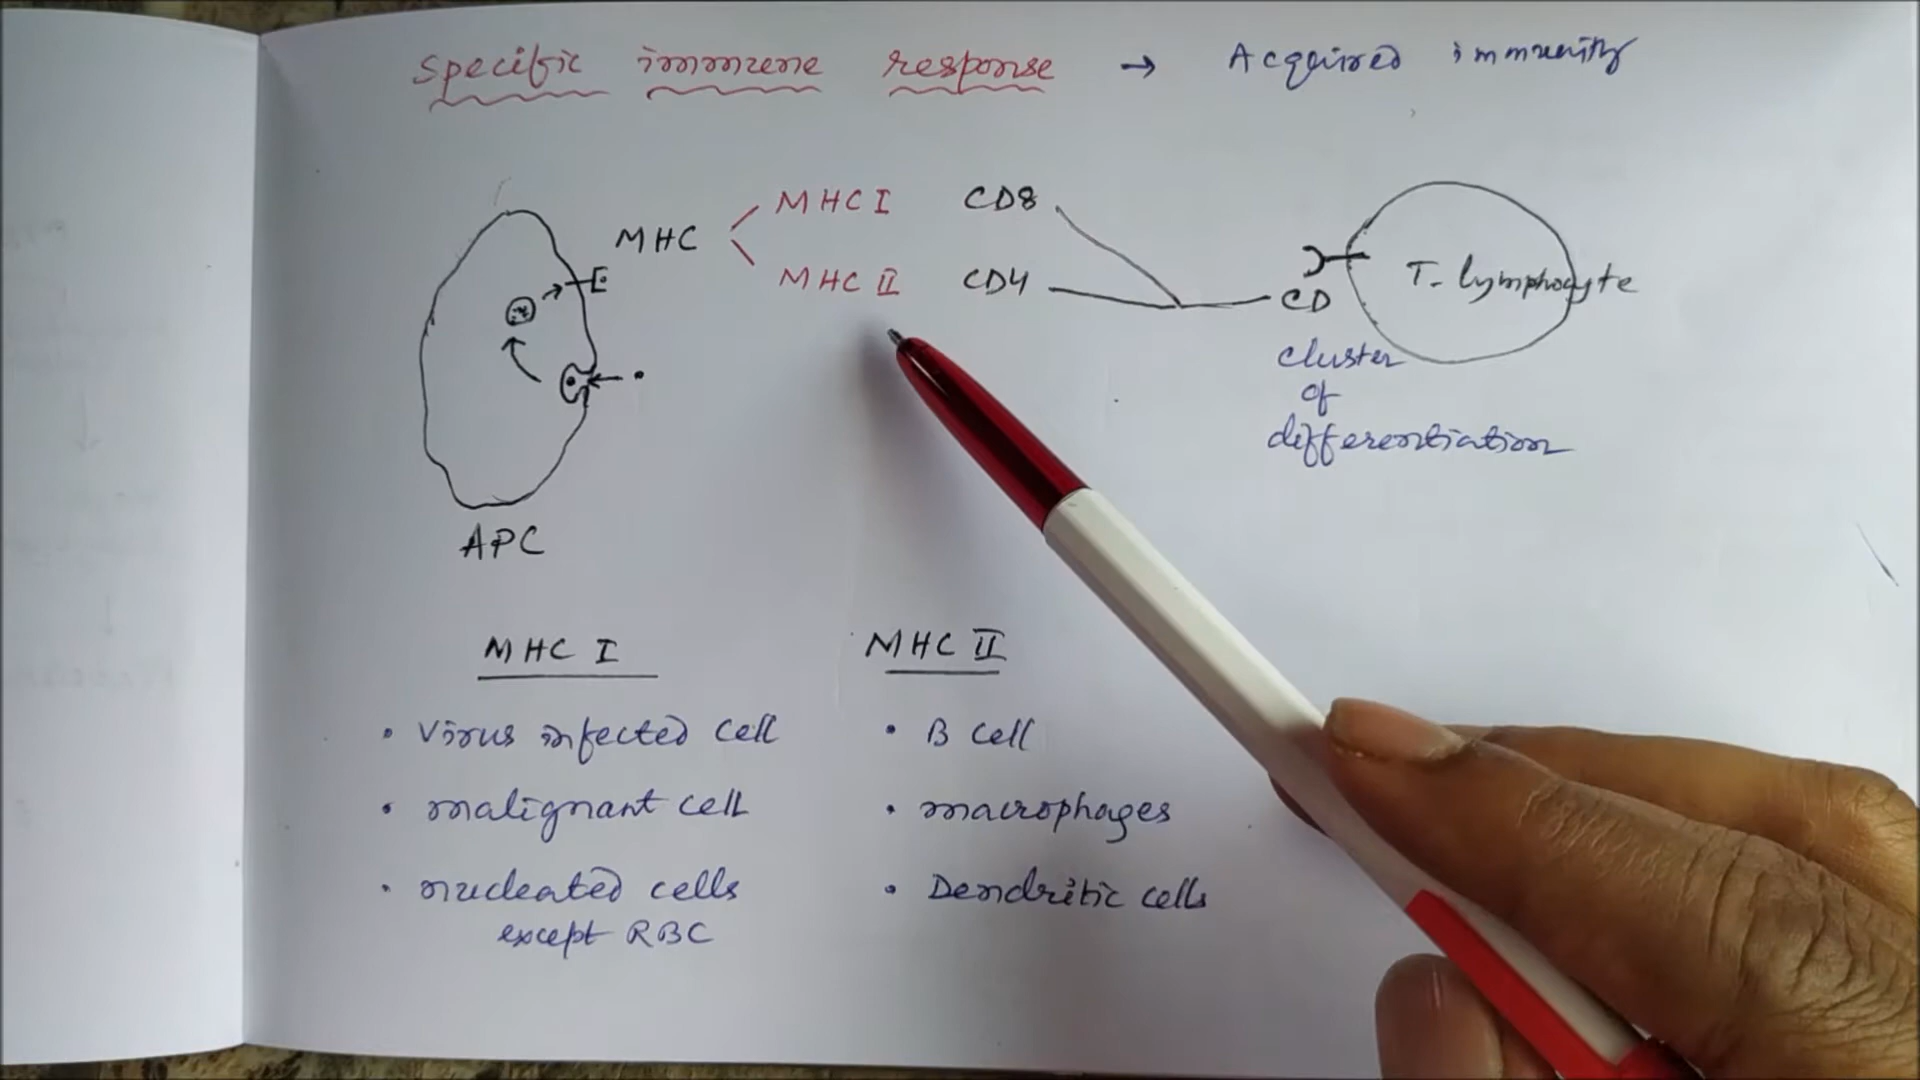 Specific immune response → Acquired immunity
MHC
MHC I CD8
MHC II CD4
CD
T- lymphocyte
cluster
of
differentiation
APC
MHC I
• Virus infected cell
• malignant cell
• nucleated cells
except RBC
MHC II
• B cell
• macrophages
• Dendritic cells